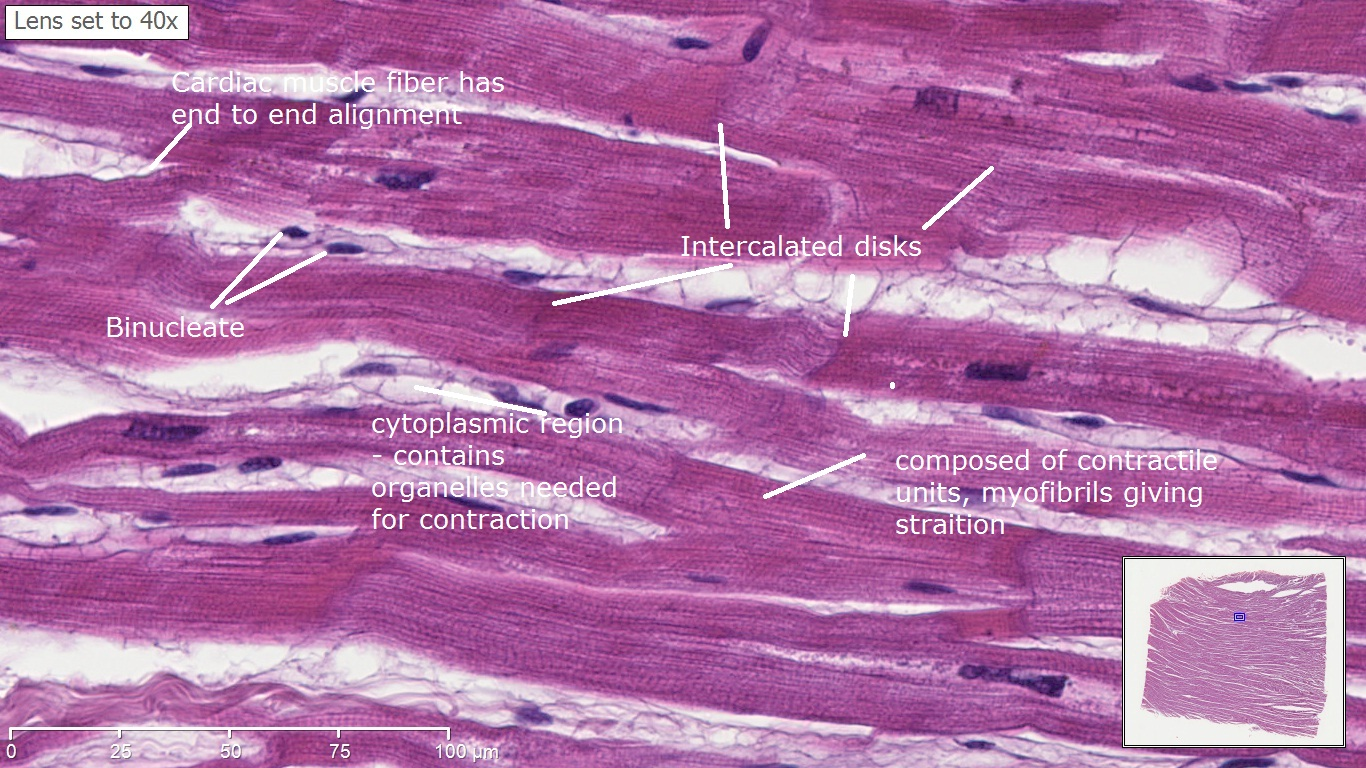 Lens set to 40x
Cardiac muscle fiber has
end to end alignment
Intercalated disks
Binucleate
cytoplasmic region
- contains
organelles needed
for contraction
composed of contractile
units, myofibrils giving
straition
0 25 50 75 100 µm